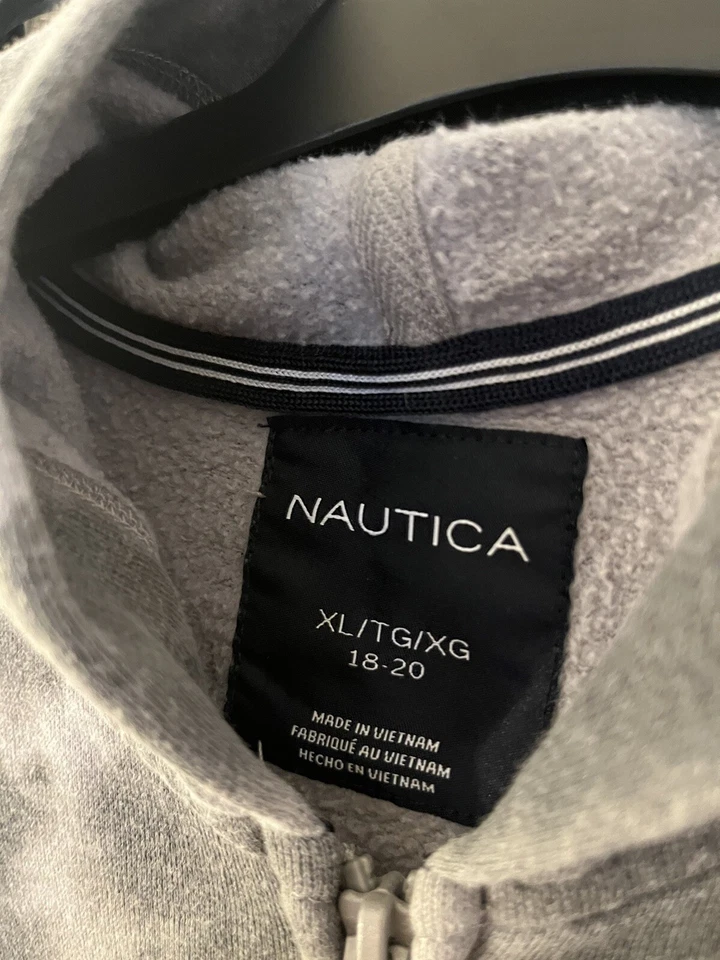 NAUTICA
XL/TG/XG
18-20
MADE IN VIETNAM
FABRIQUÉ AU VIETNAM
HECHO EN VIETNAM